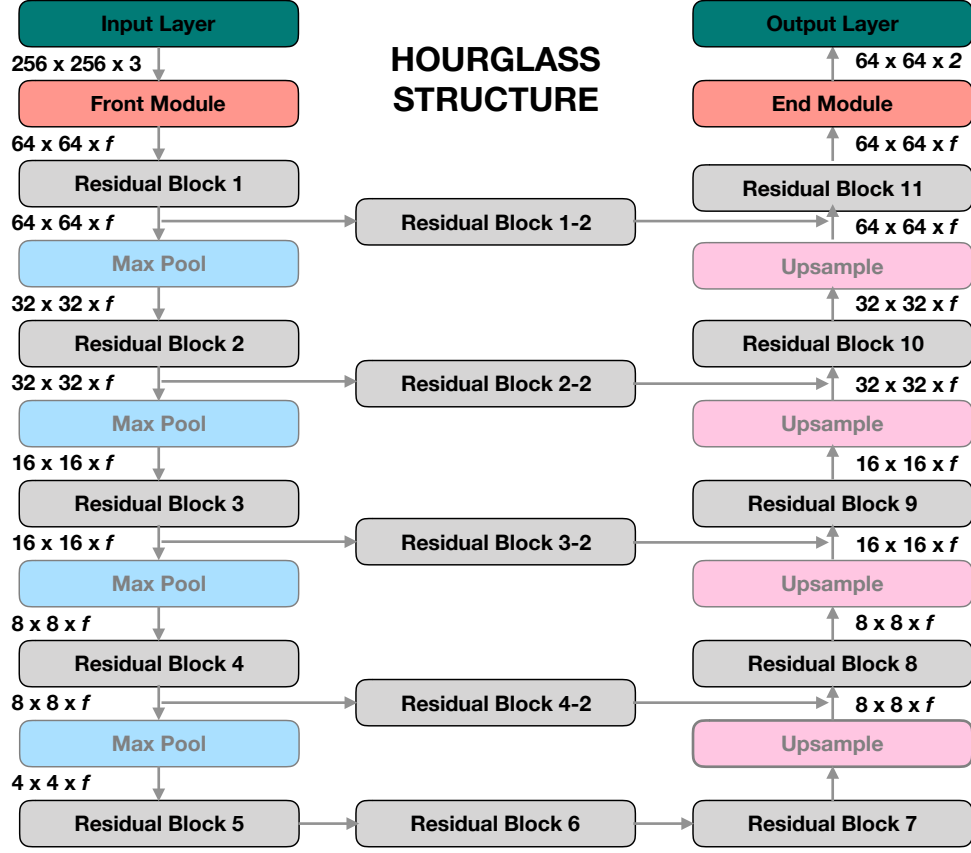 Input Layer
256 x 256 x 3
Front Module
64 x 64 x f
Residual Block 1
64 x 64 x f
Max Pool
32 x 32 x f
Residual Block 2
32 x 32 x f
Max Pool
16 x 16 x f
Residual Block 3
16 x 16 x f
Max Pool
8 x 8 x f
Residual Block 4
8 x 8 x f
Max Pool
4 x 4 x f
Residual Block 5
HOURGLASS
STRUCTURE
Residual Block 1-2
Residual Block 2-2
Residual Block 3-2
Residual Block 4-2
Residual Block 6
Output Layer
64 x 64 x 2
End Module
64 x 64 x f
Residual Block 11
64 x 64 x f
Upsample
32 x 32 x f
Residual Block 10
32 x 32 x f
Upsample
16 x 16 x f
Residual Block 9
16 x 16 x f
Upsample
8 x 8 x f
Residual Block 8
8 x 8 x f
Upsample
Residual Block 7